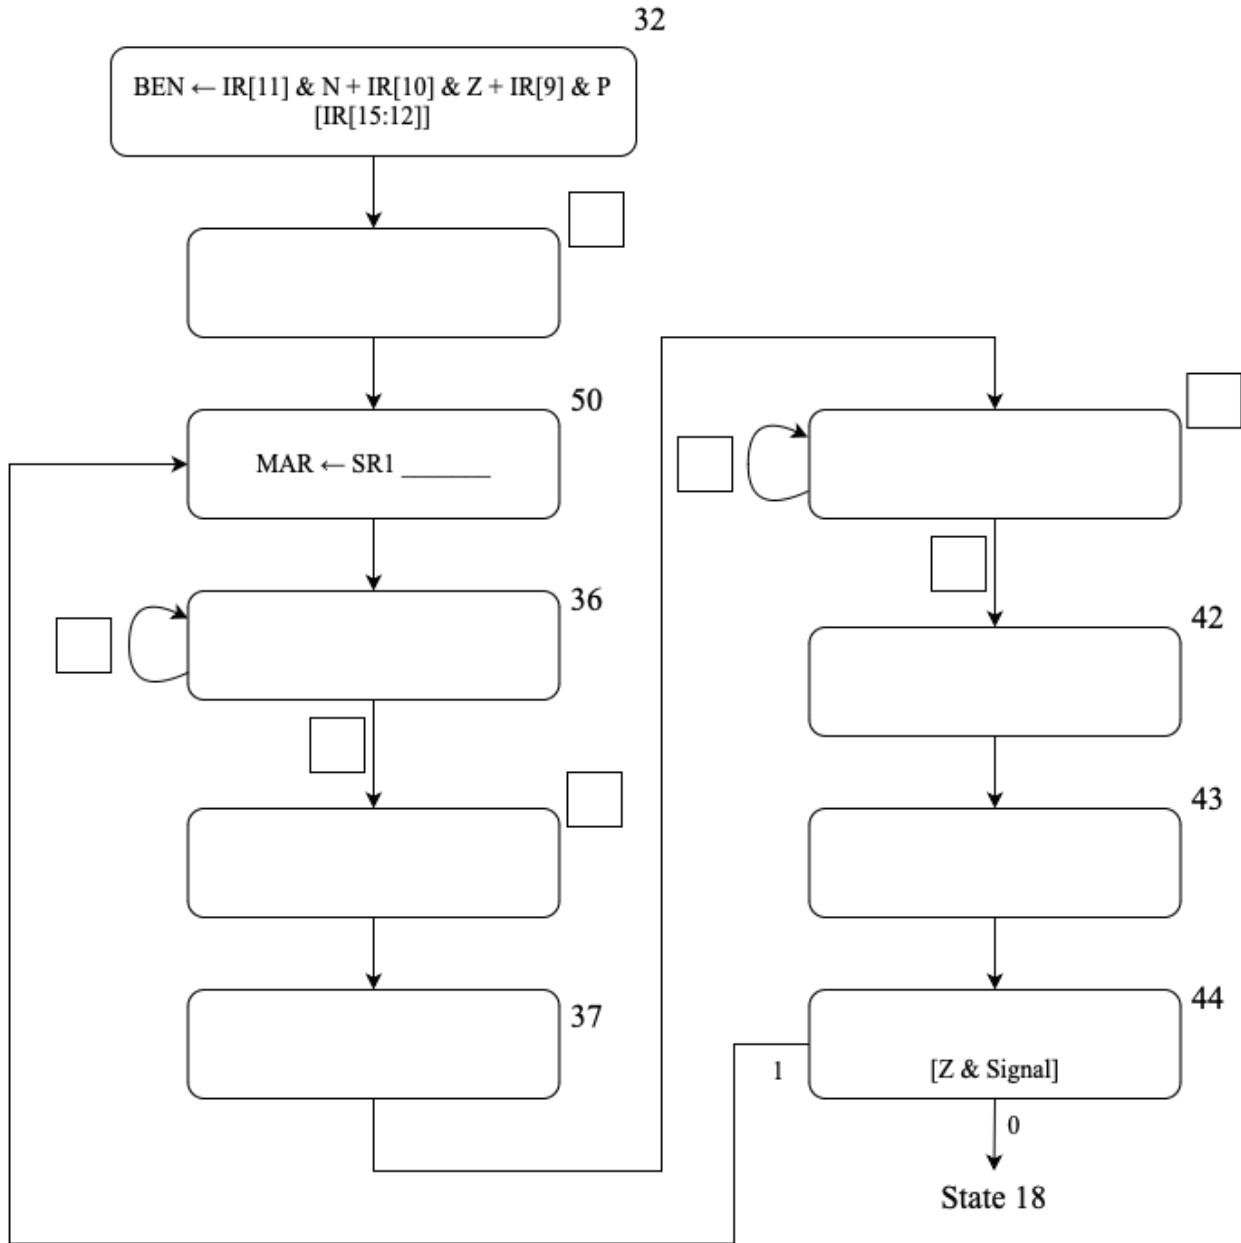 32
BEN ← IR[11] & N + IR[10] & Z + IR[9] & P
[IR[15:12]]
50
MAR ← SR1 _______
36
37
42
43
44
[Z & Signal]
1
0
State 18